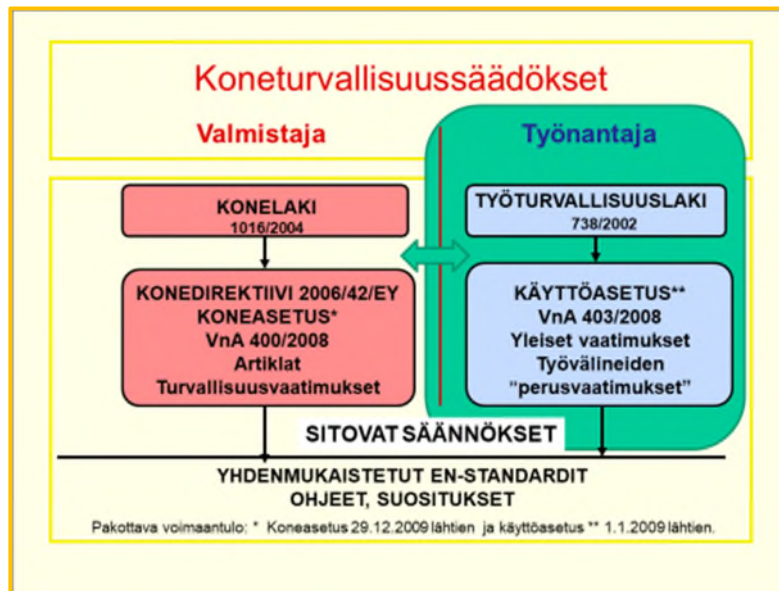 Koneturvallisuussäädökset
Valmistaja
Työnantaja
KONELAKI
1016/2004
TYÖTURVALLISUUSLAKI
738/2002
KONEDIREKTIIVI 2006/42/EY
KONEASETUS*
VnA 400/2008
Artiklat
Turvallisuusvaatimukset
KÄYTTÖASETUS**
VnA 403/2008
Yleiset vaatimukset
Työvälineiden
“perusvaatimukset”
SITOVAT SÄÄNNÖKSET
YHDENMUKAISTETUT EN-STANDARDIT
OHJEET, SUOSITUKSET
Pakottava voimaantulo: * Koneasetus 29.12.2009 lähtien ja käyttöasetus ** 1.1.2009 lähtien.